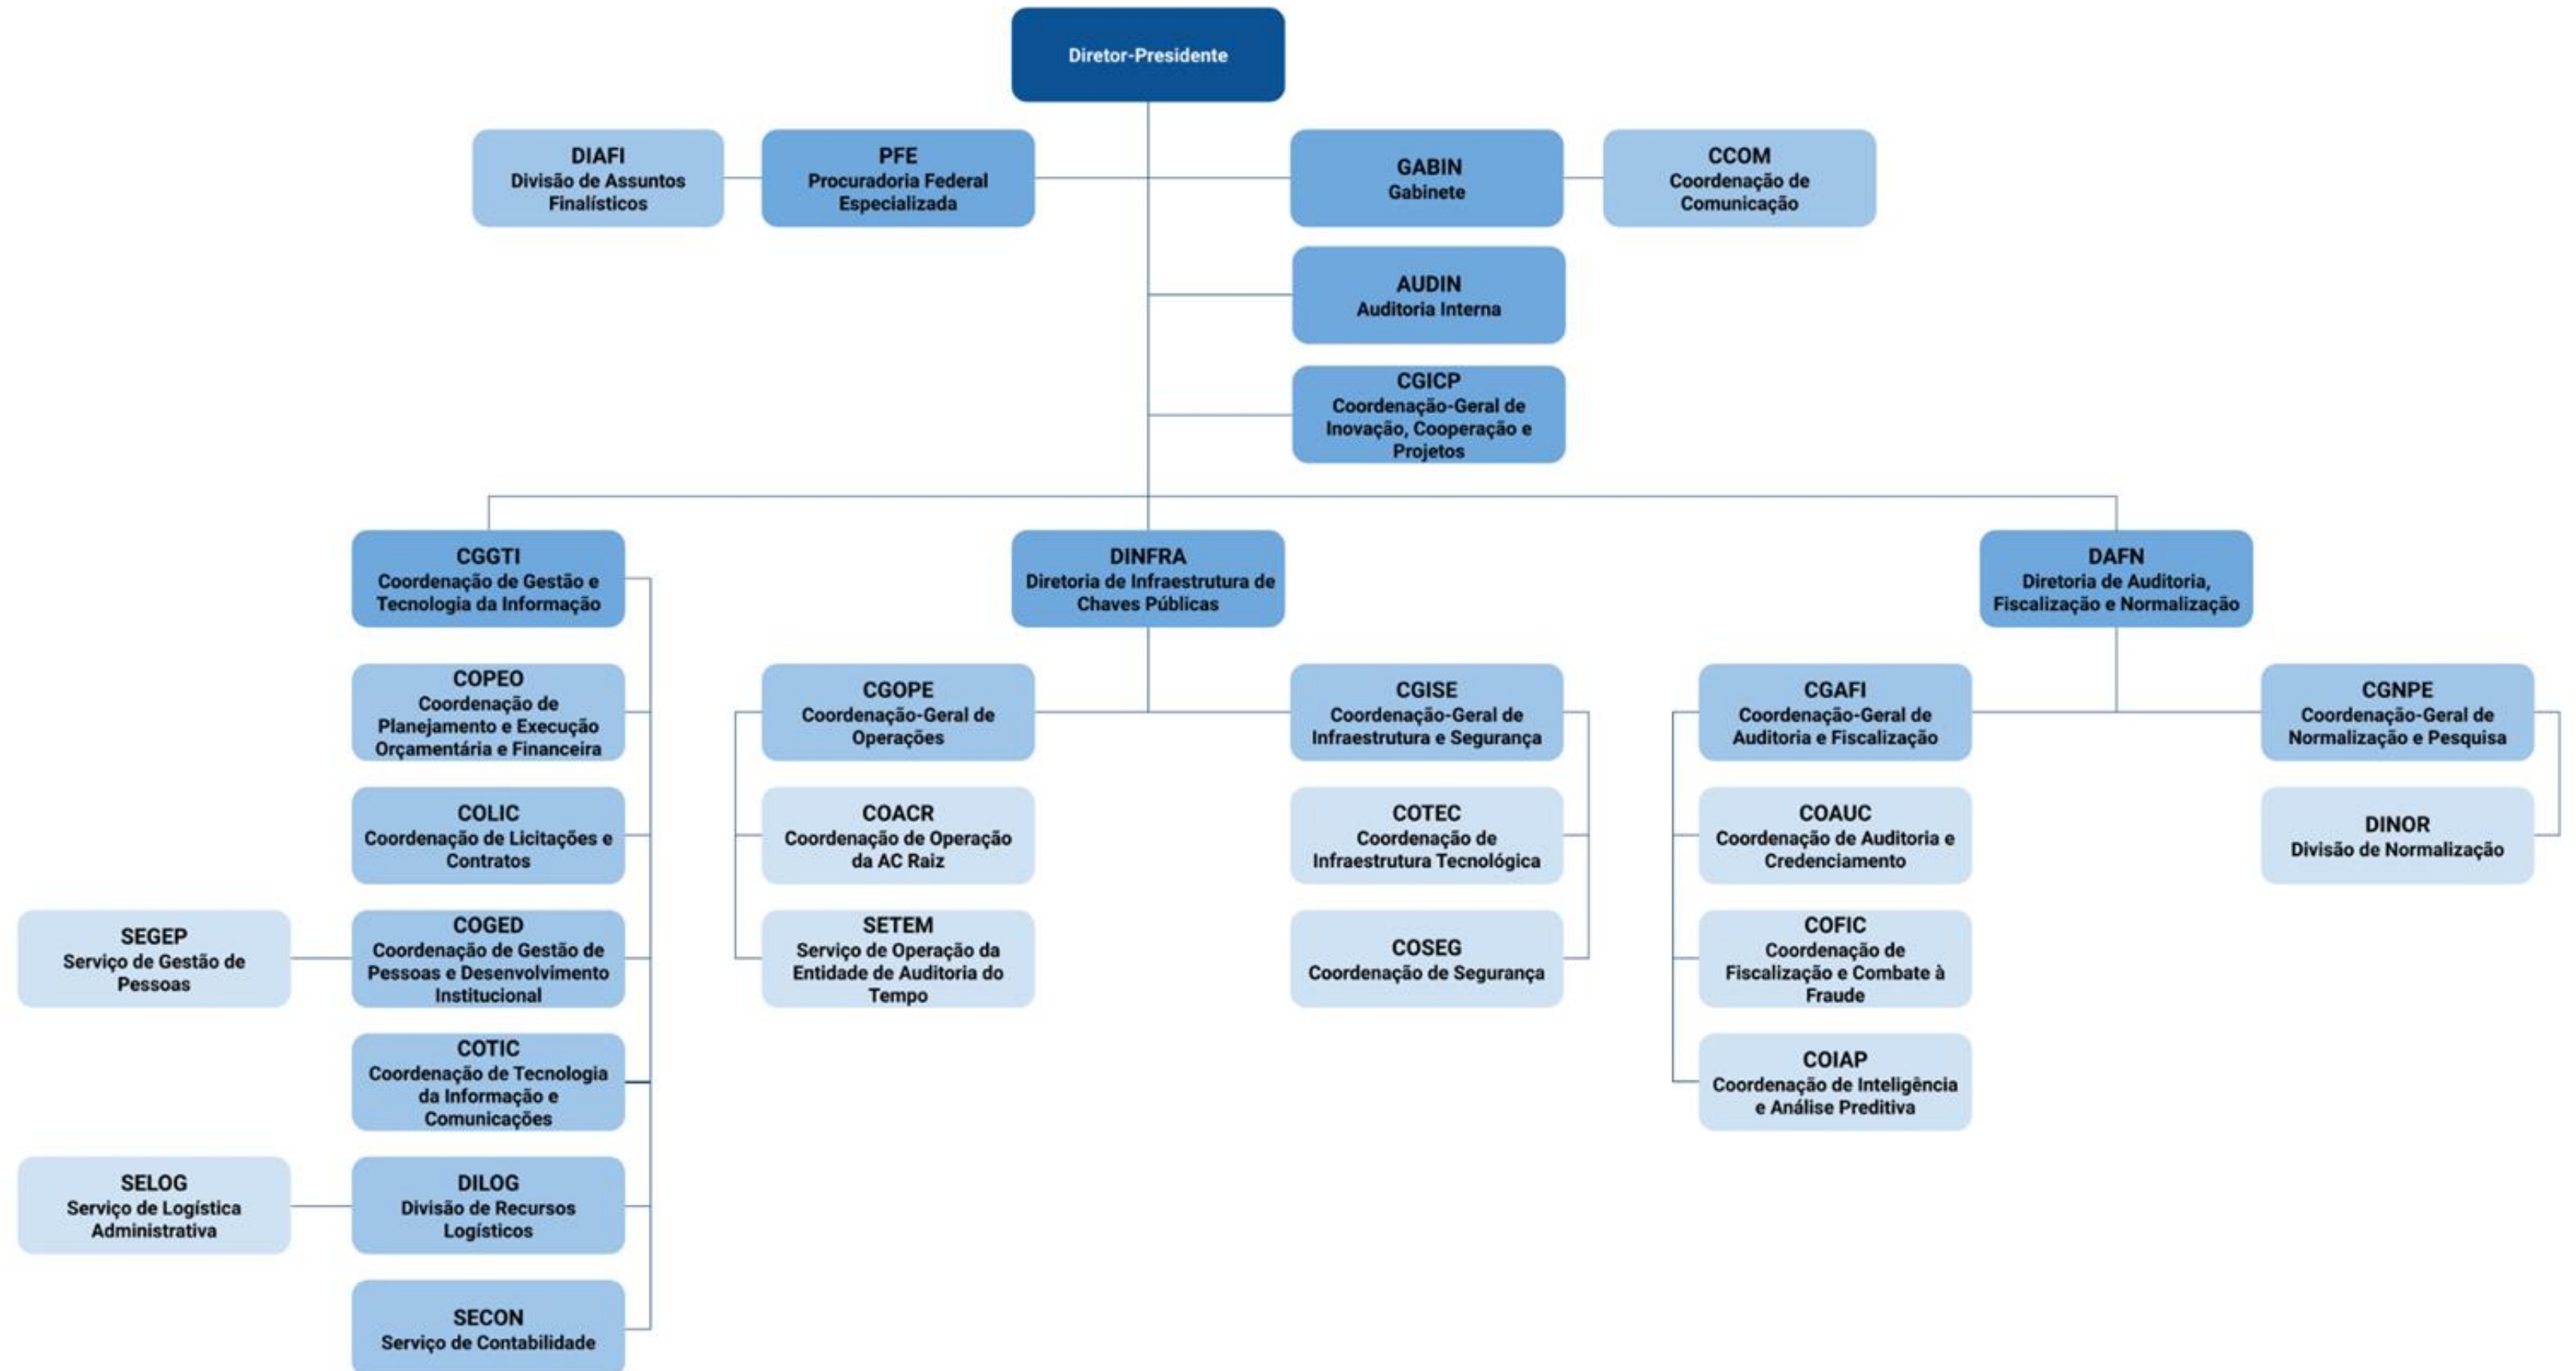 Diretor-Presidente
DIAFI
Divisão de Assuntos
Finalísticos
PFE
Procuradoria Federal
Especializada
GABIN
Gabinete
CCOM
Coordenação de
Comunicação
AUDIN
Auditoria Interna
CGICP
Coordenação-Geral de
Inovação, Cooperação e
Projetos
CGGTI
Coordenação de Gestão e
Tecnologia da Informação
DINFRA
Diretoria de Infraestrutura de
Chaves Públicas
DAFN
Diretoria de Auditoria,
Fiscalização e Normalização
COPEO
Coordenação de
Planejamento e Execução
Orçamentária e Financeira
CGOPE
Coordenação-Geral de
Operações
CGISE
Coordenação-Geral de
Infraestrutura e Segurança
CGAFI
Coordenação-Geral de
Auditoria e Fiscalização
CGNPE
Coordenação-Geral de
Normalização e Pesquisa
COLIC
Coordenação de Licitações e
Contratos
COACR
Coordenação de Operação
da AC Raiz
COTEC
Coordenação de
Infraestrutura Tecnológica
COAUC
Coordenação de Auditoria e
Credenciamento
DINOR
Divisão de Normalização
SEGEP
Serviço de Gestão de
Pessoas
COGED
Coordenação de Gestão de
Pessoas e Desenvolvimento
Institucional
SETEM
Serviço de Operação da
Entidade de Auditoria do
Tempo
COSEG
Coordenação de Segurança
COFIC
Coordenação de
Fiscalização e Combate à
Fraude
COTIC
Coordenação de Tecnologia
da Informação e
Comunicações
COIAP
Coordenação de Inteligência
e Análise Preditiva
SELOG
Serviço de Logística
Administrativa
DILOG
Divisão de Recursos
Logísticos
SECON
Serviço de Contabilidade